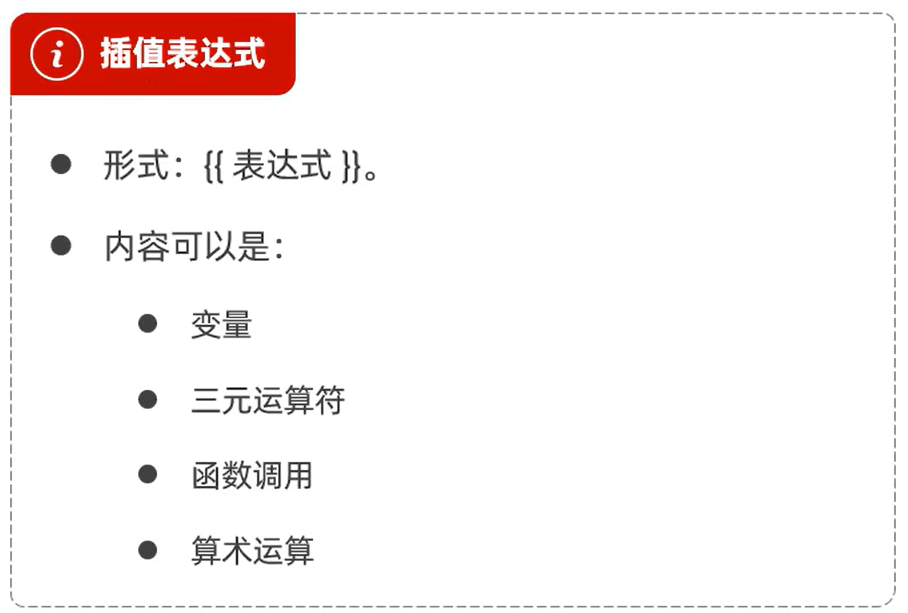 插值表达式
形式：{{ 表达式 }}。
内容可以是：
变量
三元运算符
函数调用
算术运算